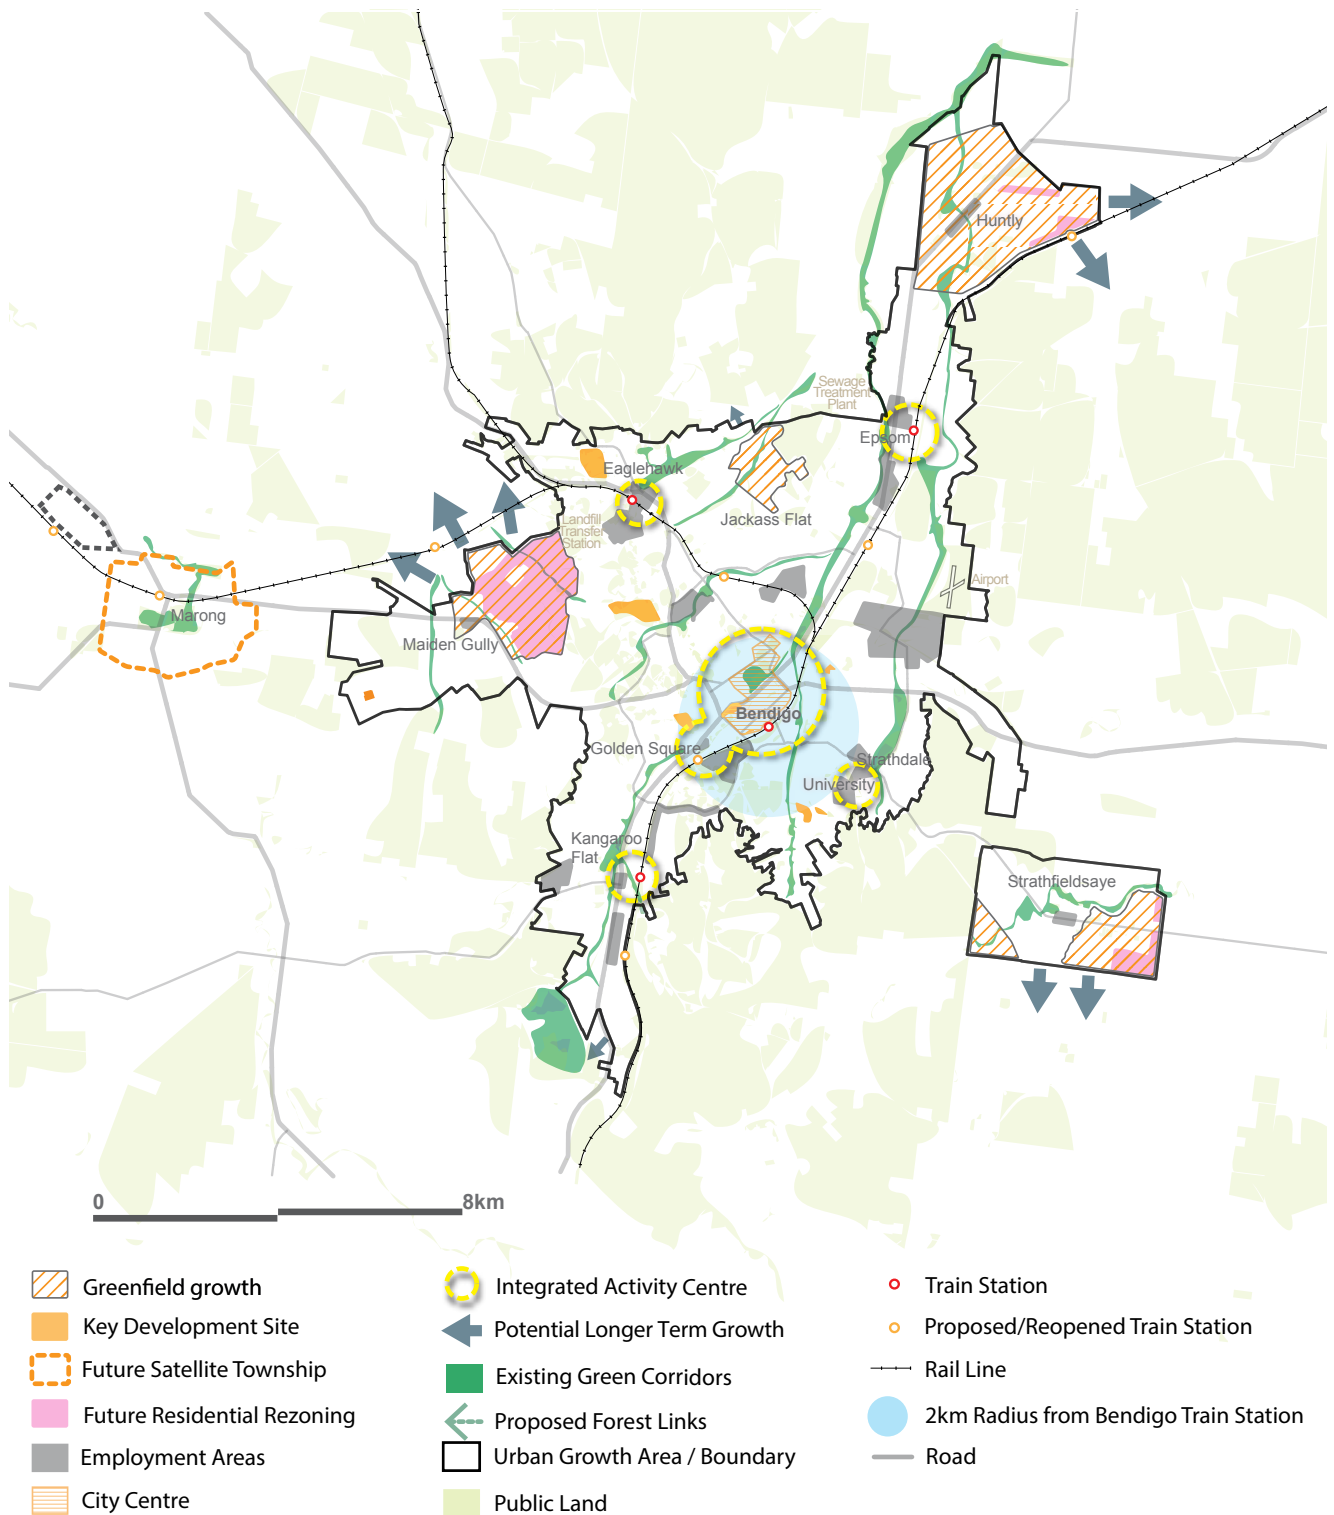 Huntly
Sewage
Treatment
Plant
Epsom
Eaglehawk
Jackass Flat
Landfill
Transfer
Station
Airport
Marong
Maiden Gully
Bendigo
Golden Square
Strathdale
University
Kangaroo
Flat
Strathfieldsaye
0 8km
Greenfield growth
Key Development Site
Future Satellite Township
Future Residential Rezoning
Employment Areas
City Centre
Integrated Activity Centre
Potential Longer Term Growth
Existing Green Corridors
Proposed Forest Links
Urban Growth Area / Boundary
Public Land
Train Station
Proposed/Reopened Train Station
Rail Line
2km Radius from Bendigo Train Station
Road